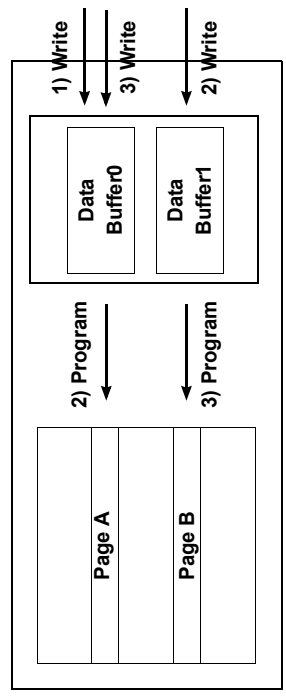 1) Write
3) Write
2) Write
Data
Buffer0
Data
Buffer1
2) Program
3) Program
Page A
Page B